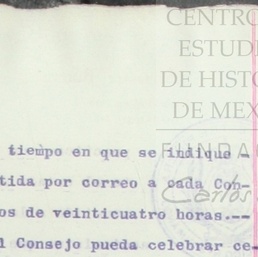 CENTRO
ESTUDI
DE HISTO
DE MEX
FUNDA
Carlos
tiempo en que se indique -
tida por correo a cada Con-
os de veinticuatro horas.--
l Consejo pueda celebrar ce-